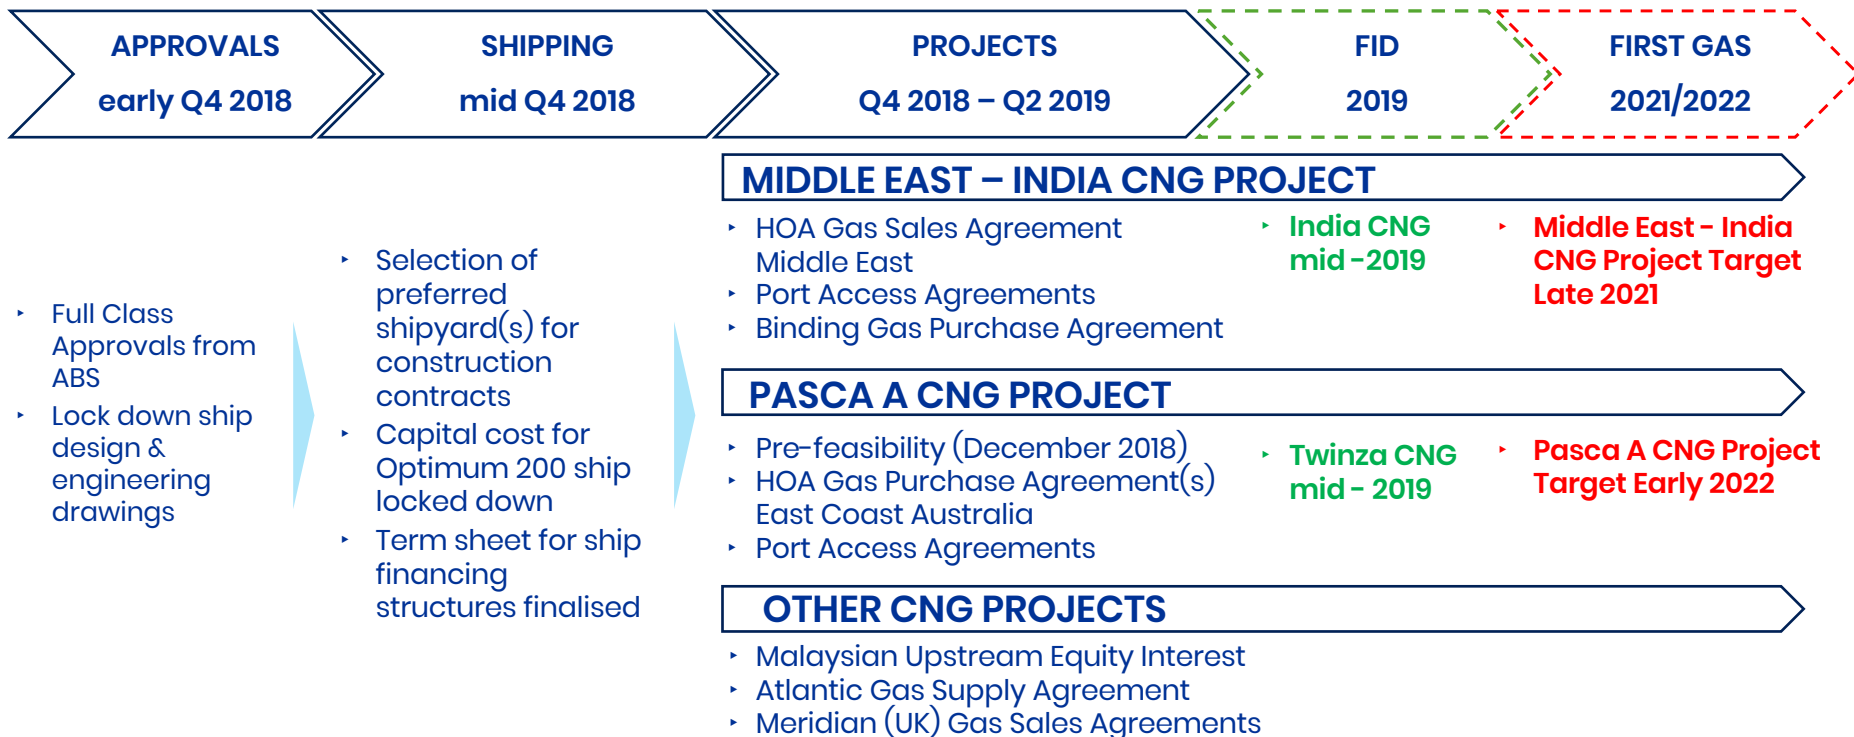 APPROVALS
early Q4 2018
SHIPPING
mid Q4 2018
PROJECTS
Q4 2018 – Q2 2019
FID
2019
FIRST GAS
2021/2022
‣ Full Class
Approvals from
ABS
‣ Lock down ship
design &
engineering
drawings
‣ Selection of
preferred
shipyard(s) for
construction
contracts
‣ Capital cost for
Optimum 200 ship
locked down
‣ Term sheet for ship
financing
structures finalised
MIDDLE EAST – INDIA CNG PROJECT
‣ HOA Gas Sales Agreement
Middle East
‣ Port Access Agreements
‣ Binding Gas Purchase Agreement
‣ India CNG
mid -2019
‣ Middle East - India
CNG Project Target
Late 2021
PASCA A CNG PROJECT
‣ Pre-feasibility (December 2018)
‣ HOA Gas Purchase Agreement(s)
East Coast Australia
‣ Port Access Agreements
‣ Twinza CNG
mid - 2019
‣ Pasca A CNG Project
Target Early 2022
OTHER CNG PROJECTS
‣ Malaysian Upstream Equity Interest
‣ Atlantic Gas Supply Agreement
‣ Meridian (UK) Gas Sales Agreements